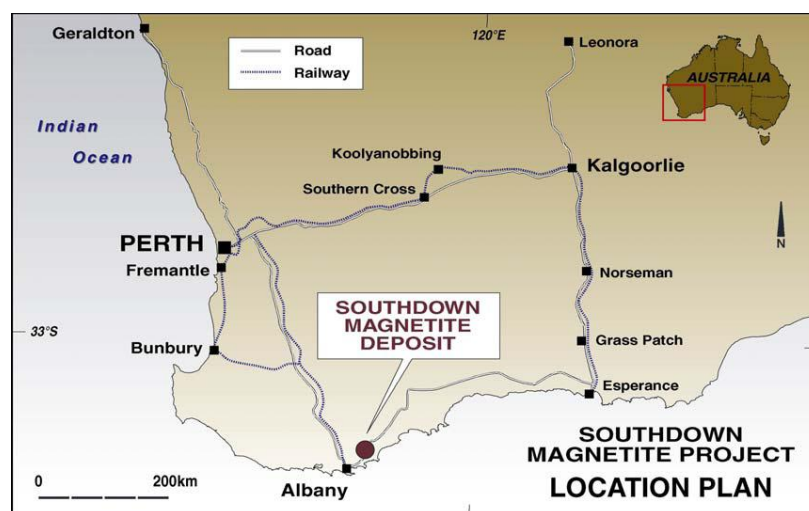 Geraldton
120°E
Leonora
Road
Railway
AUSTRALIA
Indian
Ocean
Koolyanobbing
Kalgoorlie
Southern Cross
PERTH
N
Fremantle
Norseman
SOUTHDOWN
MAGNETITE
DEPOSIT
33°S
Bunbury
Grass Patch
Esperance
SOUTHDOWN
MAGNETITE PROJECT
LOCATION PLAN
0
200km
Albany